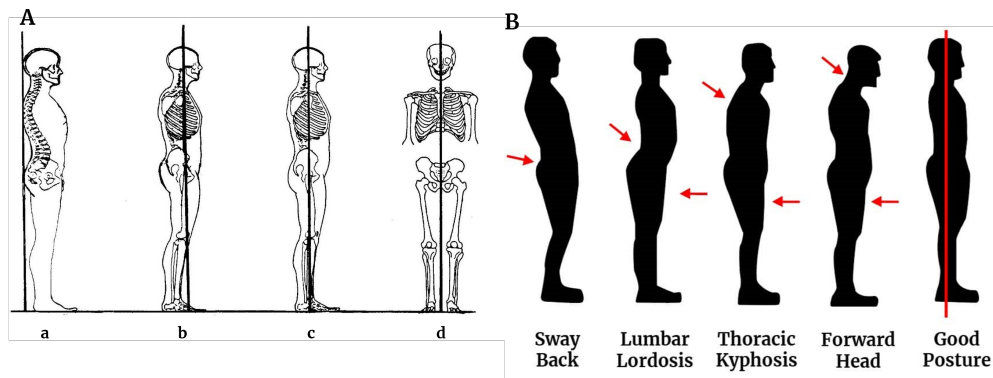 A
B
a
b
c
d
Sway
Back
Lumbar
Lordosis
Thoracic
Kyphosis
Forward
Head
Good
Posture